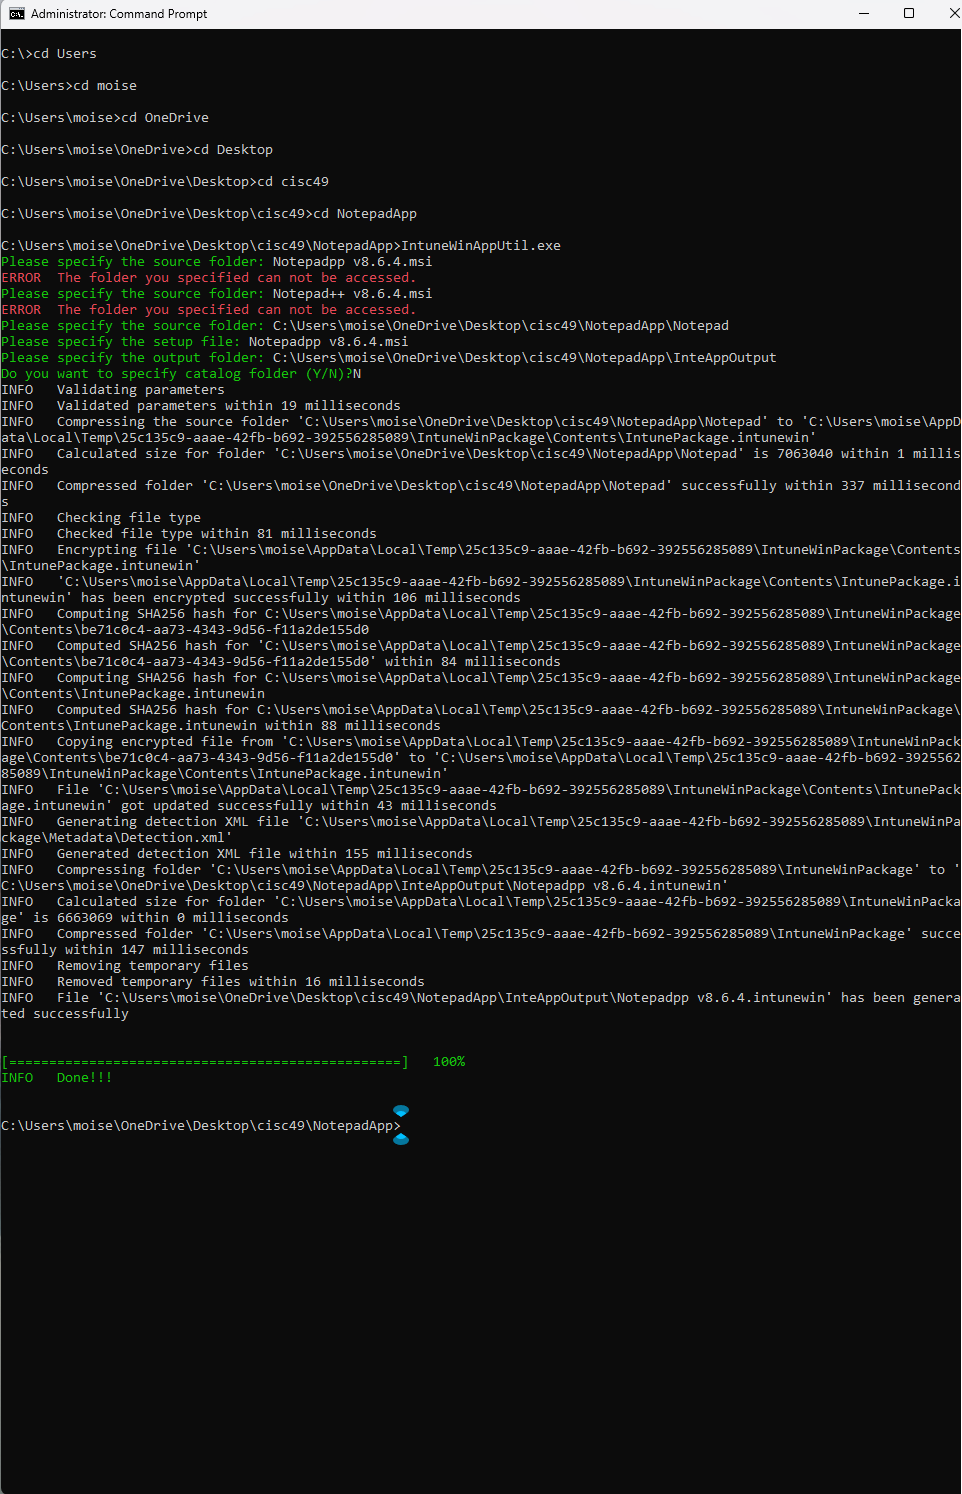 Administrator: Command Prompt
C:\>cd Users
C:\Users>cd moise
C:\Users\moise>cd OneDrive
C:\Users\moise\OneDrive>cd Desktop
C:\Users\moise\OneDrive\Desktop>cd cisc49
C:\Users\moise\OneDrive\Desktop\cisc49>cd NotepadApp
C:\Users\moise\OneDrive\Desktop\cisc49\NotepadApp>IntuneWinAppUtil.exe
Please specify the source folder: Notepadpp v8.6.4.msi
ERROR  The folder you specified can not be accessed.
Please specify the source folder: Notepad++ v8.6.4.msi
ERROR  The folder you specified can not be accessed.
Please specify the source folder: C:\Users\moise\OneDrive\Desktop\cisc49\NotepadApp\Notepad
Please specify the setup file: Notepadpp v8.6.4.msi
Please specify the output folder: C:\Users\moise\OneDrive\Desktop\cisc49\NotepadApp\InteAppOutput
Do you want to specify catalog folder (Y/N)?N
INFO   Validating parameters
INFO   Validated parameters within 19 milliseconds
INFO   Compressing the source folder 'C:\Users\moise\OneDrive\Desktop\cisc49\NotepadApp\Notepad' to 'C:\Users\moise\AppD
ata\Local\Temp\25c135c9-aaae-42fb-b692-392556285089\IntuneWinPackage\Contents\IntunePackage.intunewin'
INFO   Calculated size for folder 'C:\Users\moise\OneDrive\Desktop\cisc49\NotepadApp\Notepad' is 7063040 within 1 millis
econds
INFO   Compressed folder 'C:\Users\moise\OneDrive\Desktop\cisc49\NotepadApp\Notepad' successfully within 337 millisecond
s
INFO   Checking file type
INFO   Checked file type within 81 milliseconds
INFO   Encrypting file 'C:\Users\moise\AppData\Local\Temp\25c135c9-aaae-42fb-b692-392556285089\IntuneWinPackage\Contents
\IntunePackage.intunewin'
INFO   'C:\Users\moise\AppData\Local\Temp\25c135c9-aaae-42fb-b692-392556285089\IntuneWinPackage\Contents\IntunePackage.i
ntunewin' has been encrypted successfully within 106 milliseconds
INFO   Computing SHA256 hash for C:\Users\moise\AppData\Local\Temp\25c135c9-aaae-42fb-b692-392556285089\IntuneWinPackage
\Contents\be71c0c4-aa73-4343-9d56-f11a2de155d0
INFO   Computed SHA256 hash for 'C:\Users\moise\AppData\Local\Temp\25c135c9-aaae-42fb-b692-392556285089\IntuneWinPackage
\Contents\be71c0c4-aa73-4343-9d56-f11a2de155d0' within 84 milliseconds
INFO   Computing SHA256 hash for C:\Users\moise\AppData\Local\Temp\25c135c9-aaae-42fb-b692-392556285089\IntuneWinPackage
\Contents\IntunePackage.intunewin
INFO   Computed SHA256 hash for C:\Users\moise\AppData\Local\Temp\25c135c9-aaae-42fb-b692-392556285089\IntuneWinPackage\
Contents\IntunePackage.intunewin within 88 milliseconds
INFO   Copying encrypted file from 'C:\Users\moise\AppData\Local\Temp\25c135c9-aaae-42fb-b692-392556285089\IntuneWinPack
age\Contents\be71c0c4-aa73-4343-9d56-f11a2de155d0' to 'C:\Users\moise\AppData\Local\Temp\25c135c9-aaae-42fb-b692-3925562
85089\IntuneWinPackage\Contents\IntunePackage.intunewin'
INFO   File 'C:\Users\moise\AppData\Local\Temp\25c135c9-aaae-42fb-b692-392556285089\IntuneWinPackage\Contents\IntunePack
age.intunewin' got updated successfully within 43 milliseconds
INFO   Generating detection XML file 'C:\Users\moise\AppData\Local\Temp\25c135c9-aaae-42fb-b692-392556285089\IntuneWinPa
ckage\Metadata\Detection.xml'
INFO   Generated detection XML file within 155 milliseconds
INFO   Compressing folder 'C:\Users\moise\AppData\Local\Temp\25c135c9-aaae-42fb-b692-392556285089\IntuneWinPackage' to '
C:\Users\moise\OneDrive\Desktop\cisc49\NotepadApp\InteAppOutput\Notepadpp v8.6.4.intunewin'
INFO   Calculated size for folder 'C:\Users\moise\AppData\Local\Temp\25c135c9-aaae-42fb-b692-392556285089\IntuneWinPacka
ge' is 6663069 within 0 milliseconds
INFO   Compressed folder 'C:\Users\moise\AppData\Local\Temp\25c135c9-aaae-42fb-b692-392556285089\IntuneWinPackage' succe
ssfully within 147 milliseconds
INFO   Removing temporary files
INFO   Removed temporary files within 16 milliseconds
INFO   File 'C:\Users\moise\OneDrive\Desktop\cisc49\NotepadApp\InteAppOutput\Notepadpp v8.6.4.intunewin' has been genera
ted successfully
[=================================================]   100%
INFO   Done!!!
C:\Users\moise\OneDrive\Desktop\cisc49\NotepadApp>